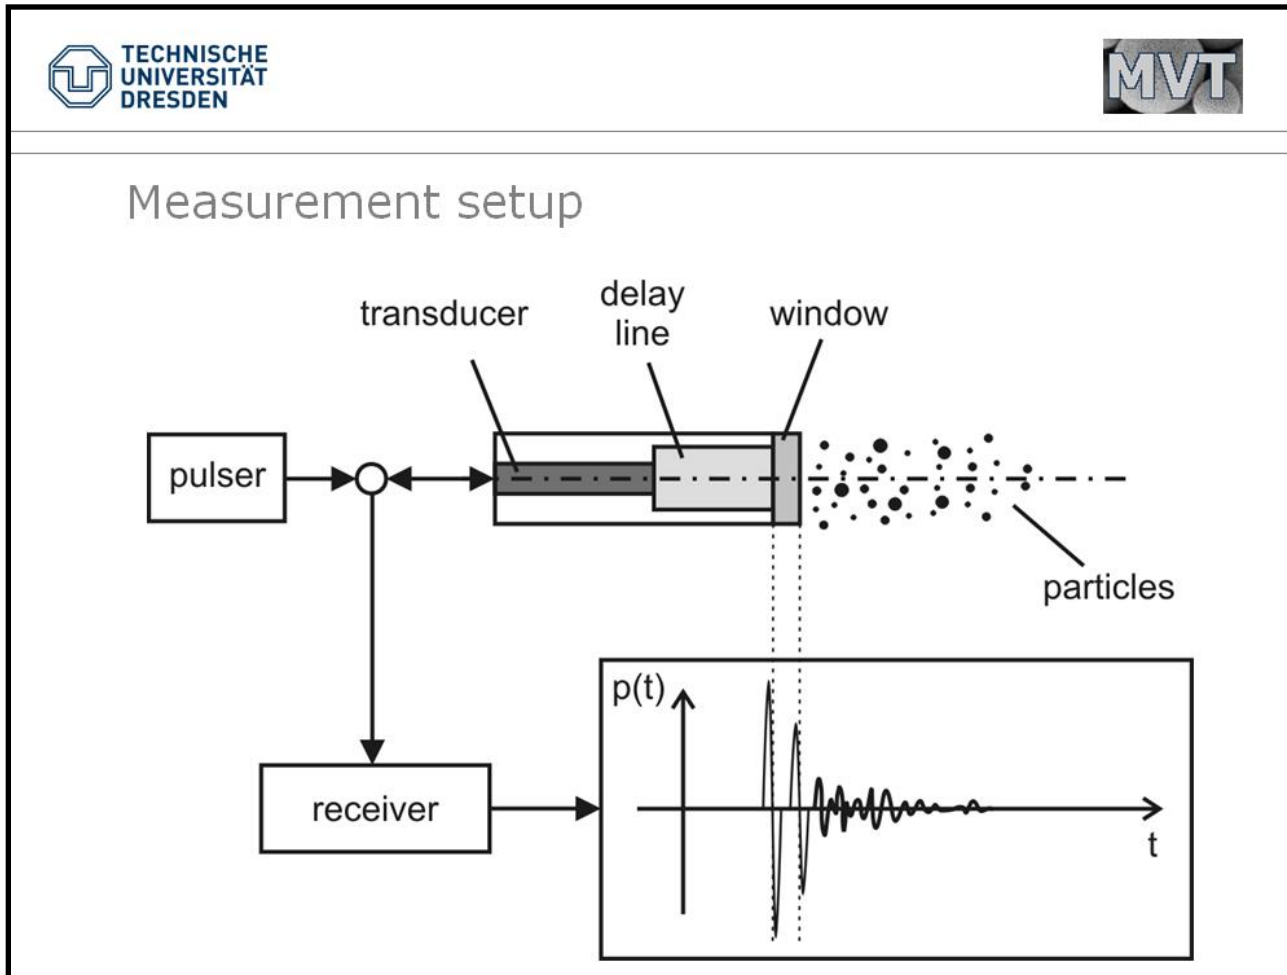 TECHNISCHE
UNIVERSITÄT
DRESDEN
MVT
Measurement setup
transducer
delay
line
window
pulser
particles
p(t)
receiver
t